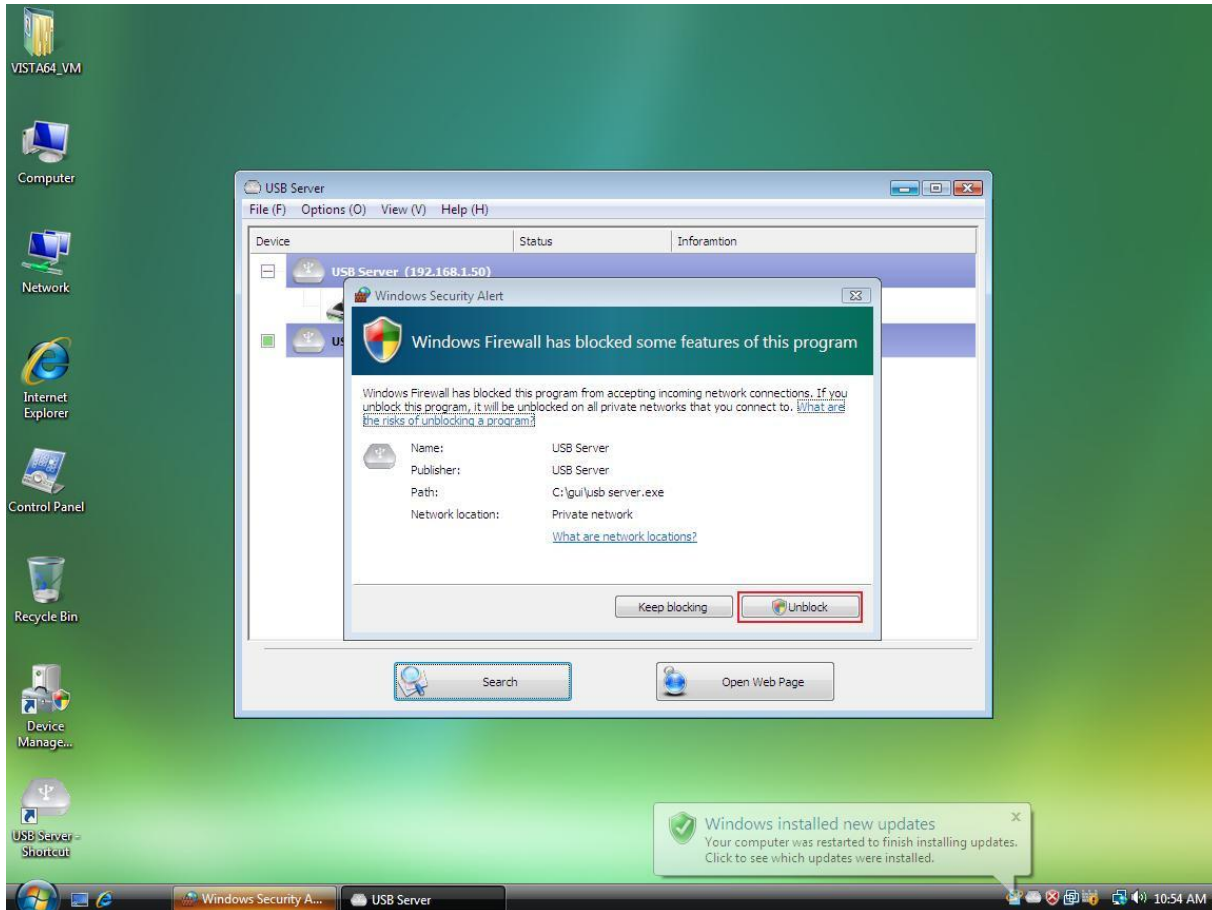 VISTA64_VM
Computer
Network
Internet
Explorer
Control Panel
Recycle Bin
Device
Manage...
USB Server -
Shortcut
USB Server
File (F) Options (O) View (V) Help (H)
Device Status Inforamtion
USB Server (192.168.1.50)
US
Windows Security Alert
Windows Firewall has blocked some features of this program
Windows Firewall has blocked this program from accepting incoming network connections. If you
unblock this program, it will be unblocked on all private networks that you connect to. What are
the risks of unblocking a program?
Name: USB Server
Publisher: USB Server
Path: C:\gui\usb server.exe
Network location: Private network
What are network locations?
Keep blocking Unblock
Search Open Web Page
Windows installed new updates
Your computer was restarted to finish installing updates.
Click to see which updates were installed.
Windows Security A... USB Server 10:54 AM